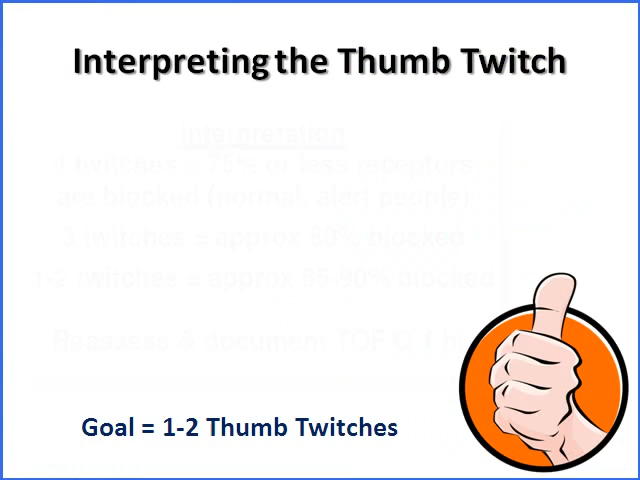 Interpreting the Thumb Twitch
Interpretation
4 twitches = 75% or less receptors
are blocked (normal, alert people)
3 twitches = approx 80% blocked
1-2 twitches = approx 85-90% blocked
Reassess & document TOF Q 1 h
Goal = 1-2 Thumb Twitches